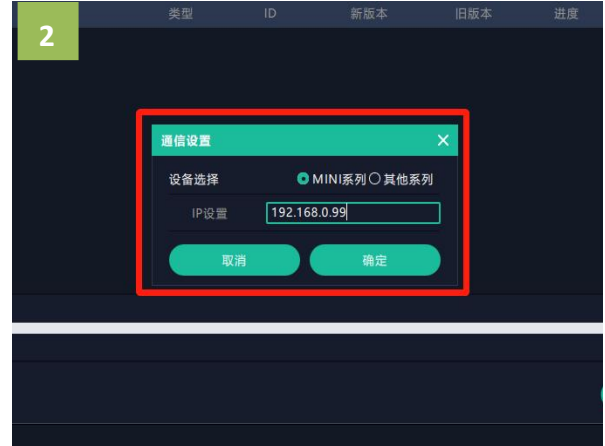 类型 ID 新版本 旧版本 进度
2
通信设置
设备选择 MINI系列 其他系列
IP设置 192.168.0.99
取消 确定